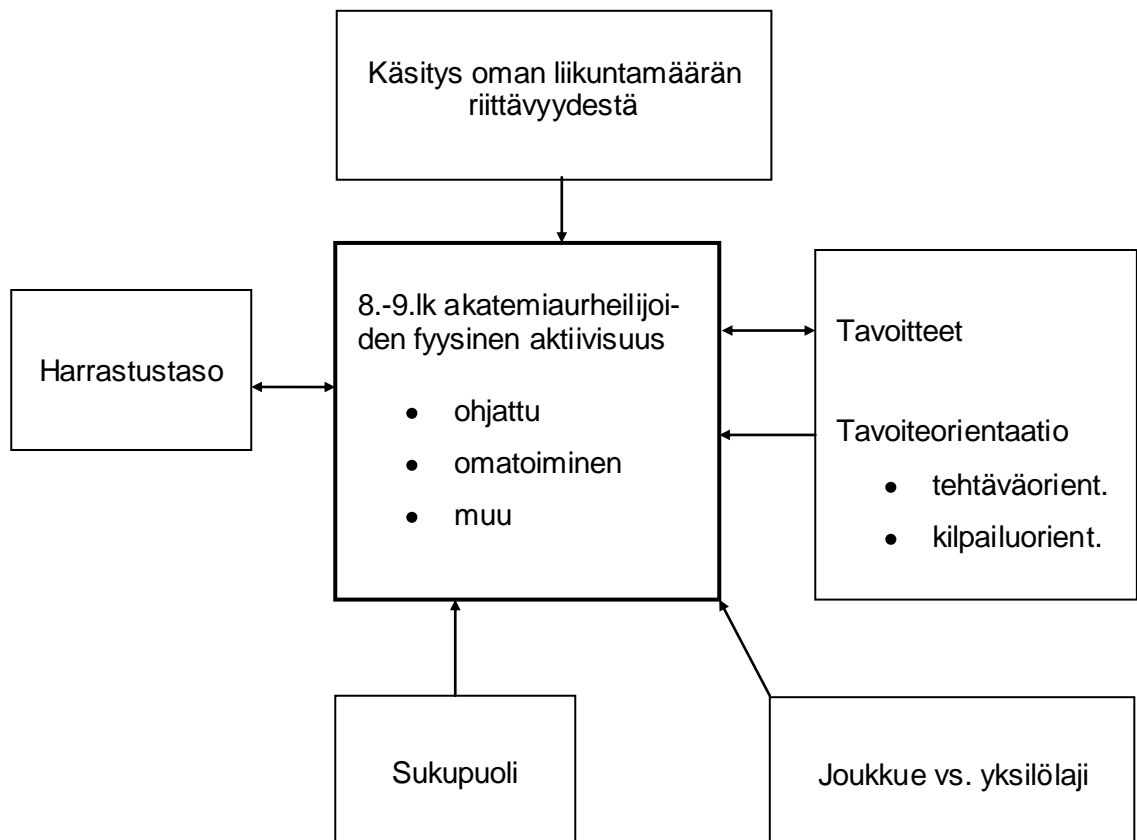 Käsitys oman liikuntamäärän
riittävyydestä
8.-9.lk akatemiaurheilijoi-
den fyysinen aktiivisuus
• ohjattu
• omatoiminen
• muu
Harrastustaso
Tavoitteet
Tavoiteorientaatio
• tehtäväorient.
• kilpailuorient.
Sukupuoli
Joukkue vs. yksilölaji